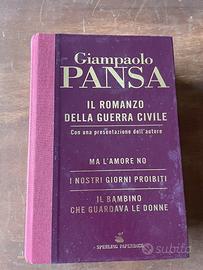 Giampaolo
PANSA
IL ROMANZO
DELLA GUERRA CIVILE
Con una presentazione dell'autore
MA L'AMORE NO
I NOSTRI GIORNI PROIBITI
IL BAMBINO
CHE GUARDAVA LE DONNE
SPERLING PAPERBACK
subito